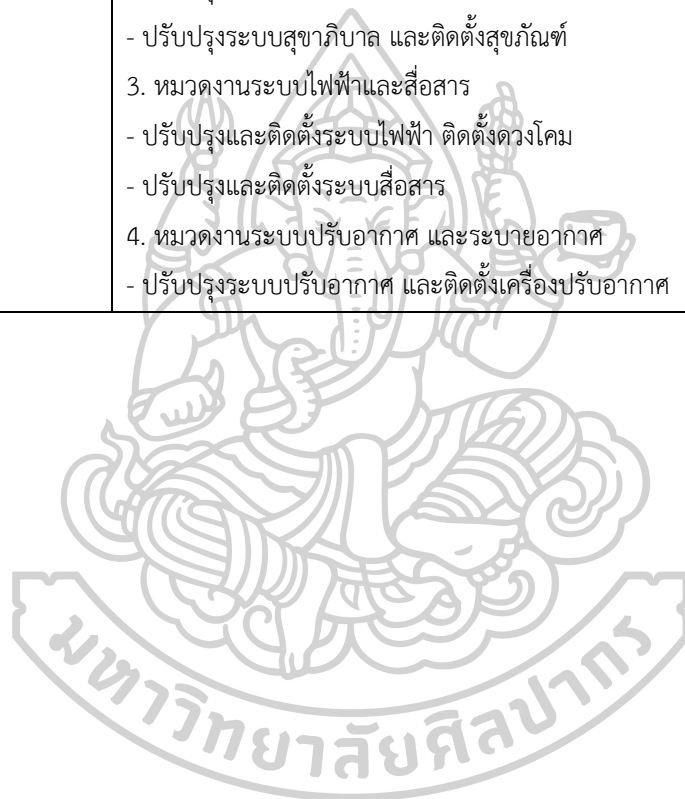 - ปรับปรุงระบบสุขาภิบาล และติดตั้งสุขภัณฑ์
3. หมวดงานระบบไฟฟ้าและสื่อสาร
- ปรับปรุงและติดตั้งระบบไฟฟ้า ติดตั้งดวงโคม
- ปรับปรุงและติดตั้งระบบสื่อสาร
4. หมวดงานระบบปรับอากาศ และระบายอากาศ
- ปรับปรุงระบบปรับอากาศ และติดตั้งเครื่องปรับอากาศ
มหาวิทยาลัยศิลปากร